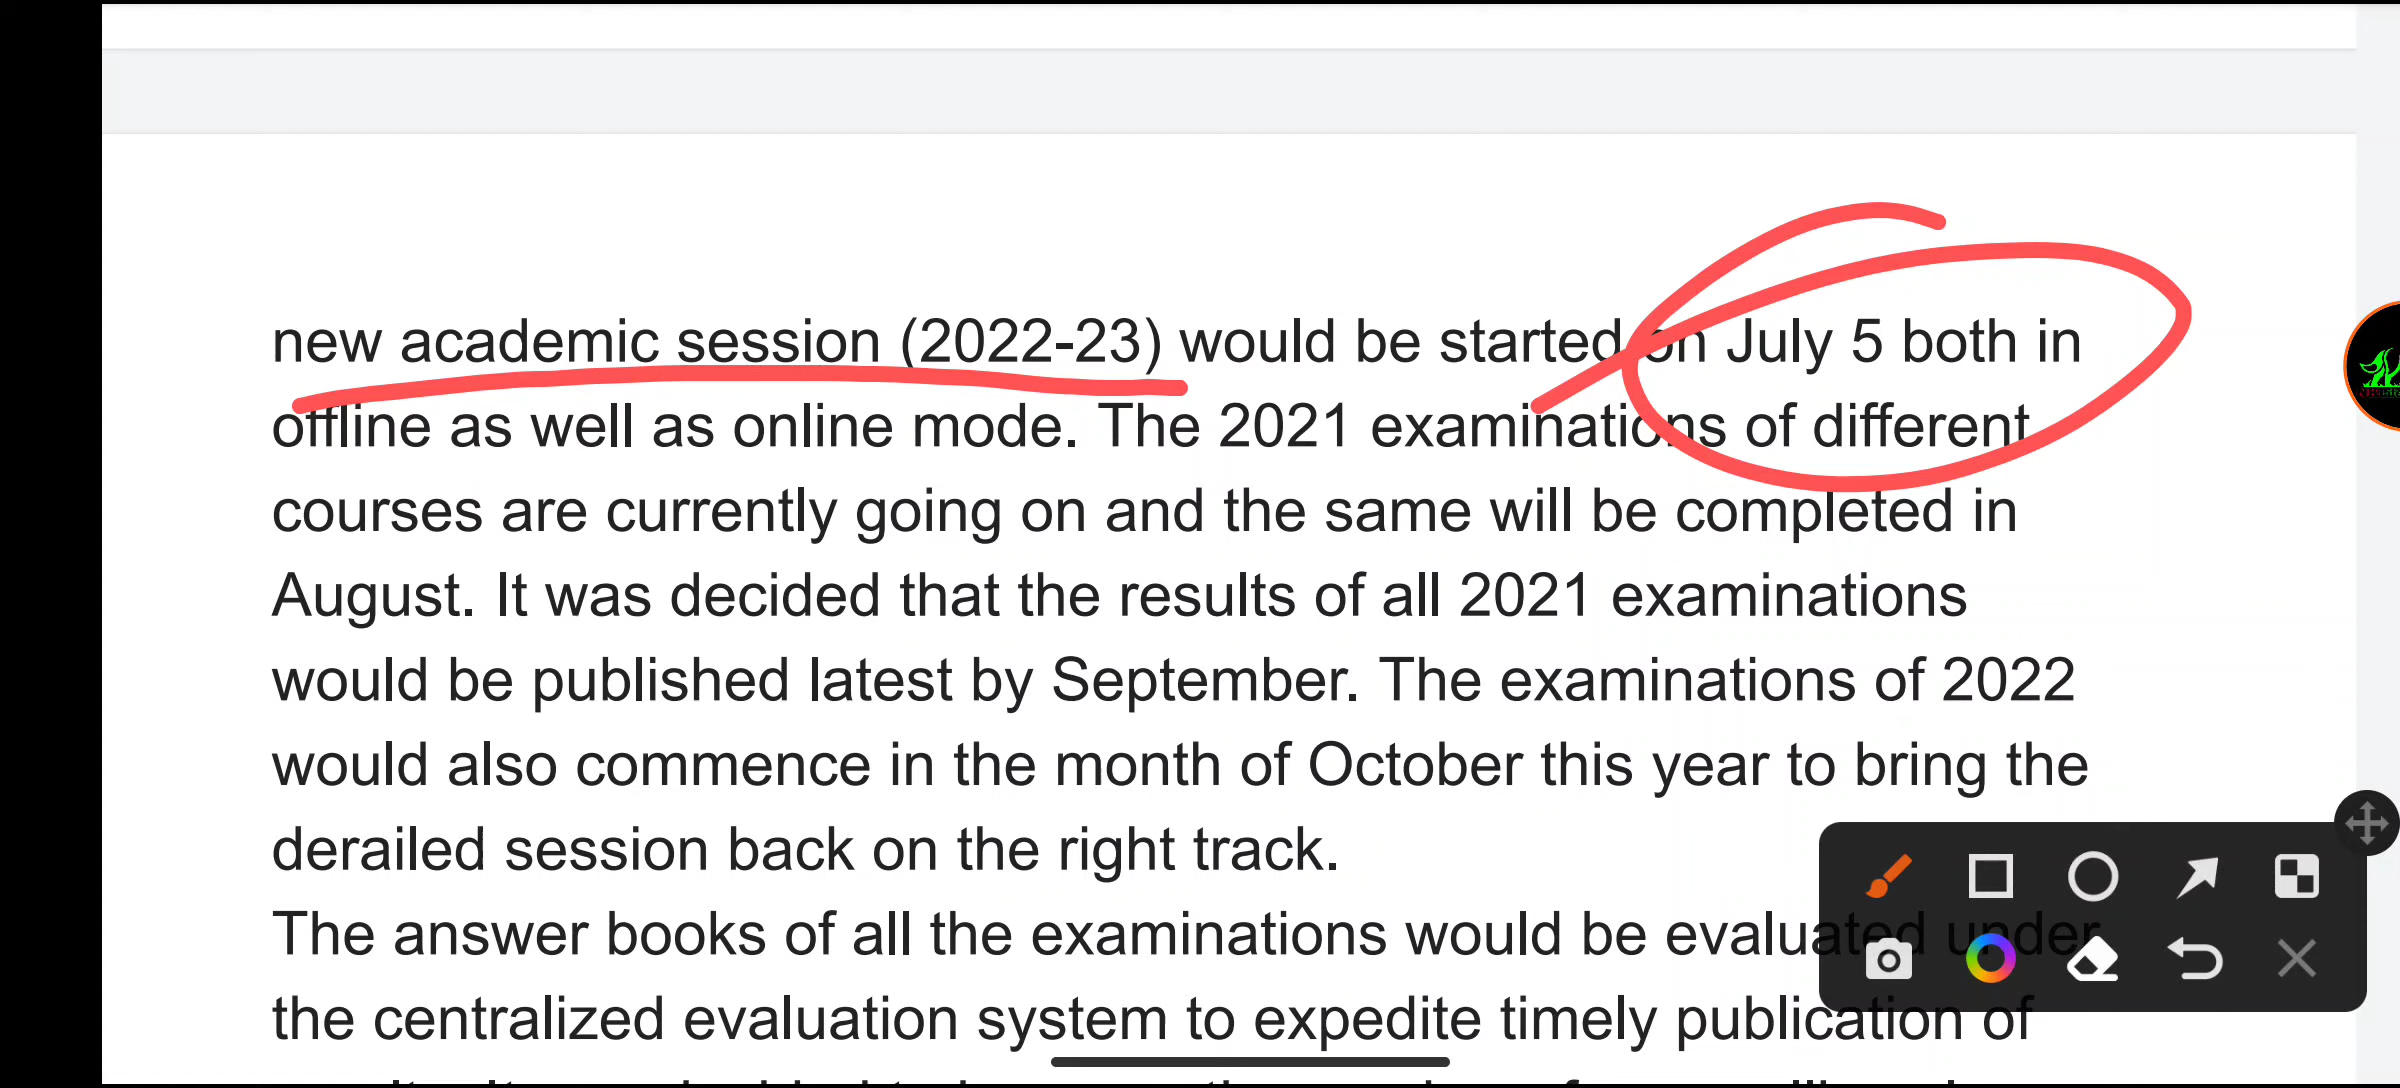 new academic session (2022-23) would be started on July 5 both in
offline as well as online mode. The 2021 examinations of different
courses are currently going on and the same will be completed in
August. It was decided that the results of all 2021 examinations
would be published latest by September. The examinations of 2022
would also commence in the month of October this year to bring the
derailed session back on the right track.
The answer books of all the examinations would be evaluated under
the centralized evaluation system to expedite timely publication of